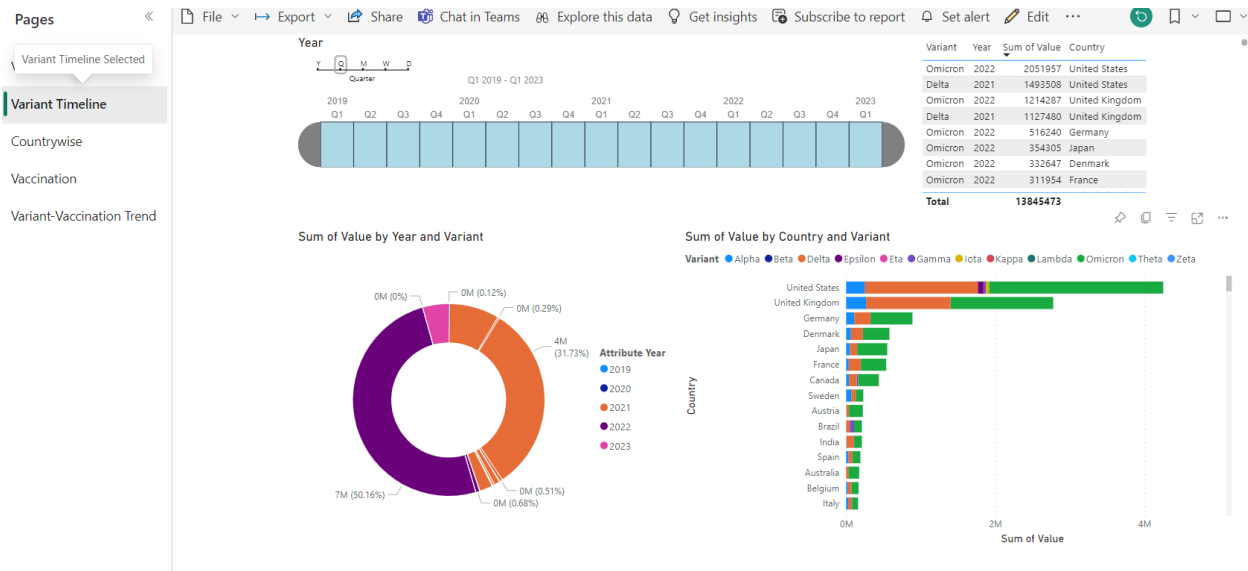 Pages «
File Export Share Chat in Teams Explore this data Get insights Subscribe to report Set alert Edit ...
Variant Timeline Selected
Variant Timeline
Countrywise
Vaccination
Variant-Vaccination Trend
Year
Y Q M W D
Quarter
Q1 2019 - Q1 2023
2019 2020 2021 2022 2023
Q1 Q2 Q3 Q4 Q1 Q2 Q3 Q4 Q1 Q2 Q3 Q4 Q1 Q2 Q3 Q4 Q1
Variant Year Sum of Value Country
Omicron 2022 2051957 United States
Delta 2021 1493508 United States
Omicron 2022 1214287 United Kingdom
Delta 2021 1127480 United Kingdom
Omicron 2022 516240 Germany
Omicron 2022 354305 Japan
Omicron 2022 332647 Denmark
Omicron 2022 311954 France
Total 13845473
Sum of Value by Year and Variant
0M (0%)
0M (0.12%)
0M (0.29%)
4M
(31.73%)
0M (0.51%)
0M (0.68%)
7M (50.16%)
Attribute Year
2019
2020
2021
2022
2023
Sum of Value by Country and Variant
Variant Alpha Beta Delta Epsilon Eta Gamma Iota Kappa Lambda Omicron Theta Zeta
Country
United States
United Kingdom
Germany
Denmark
Japan
France
Canada
Sweden
Austria
Brazil
India
Spain
Australia
Belgium
Italy
0M 2M 4M
Sum of Value